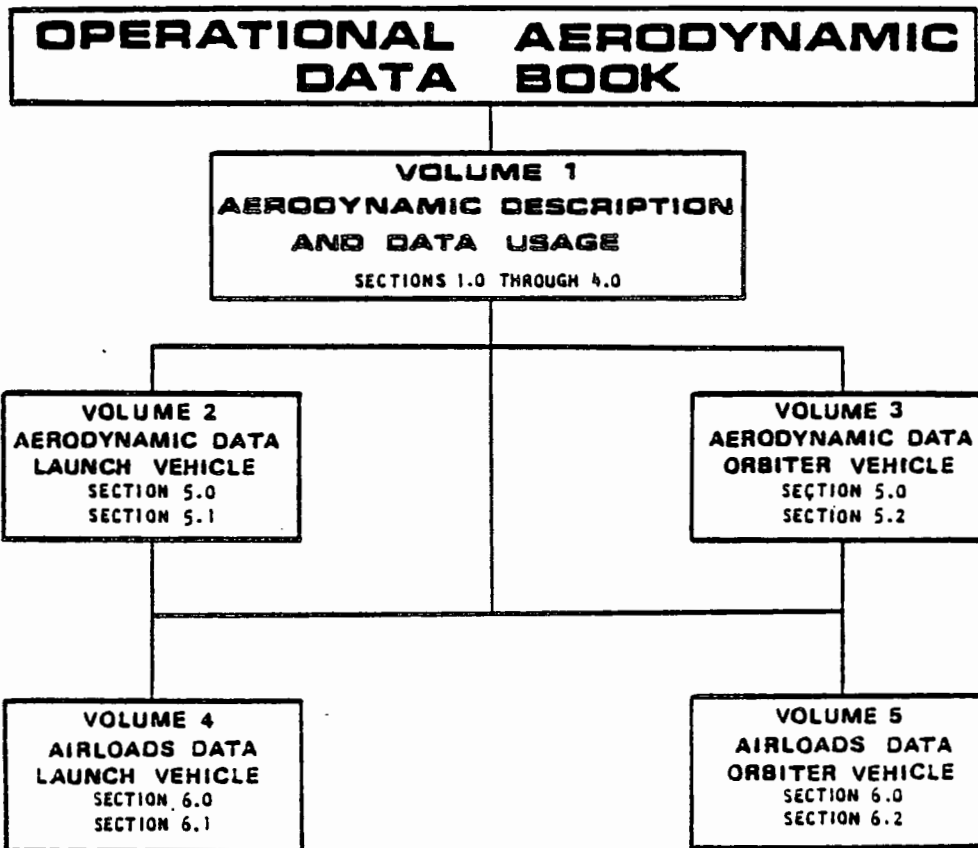 OPERATIONAL AERODYNAMIC
DATA BOOK
VOLUME 1
AERODYNAMIC DESCRIPTION
AND DATA USAGE
SECTIONS 1.0 THROUGH 4.0
VOLUME 2
AERODYNAMIC DATA
LAUNCH VEHICLE
SECTION 5.0
SECTION 5.1
VOLUME 3
AERODYNAMIC DATA
ORBITER VEHICLE
SECTION 5.0
SECTION 5.2
VOLUME 4
AIRLOADS DATA
LAUNCH VEHICLE
SECTION 6.0
SECTION 6.1
VOLUME 5
AIRLOADS DATA
ORBITER VEHICLE
SECTION 6.0
SECTION 6.2